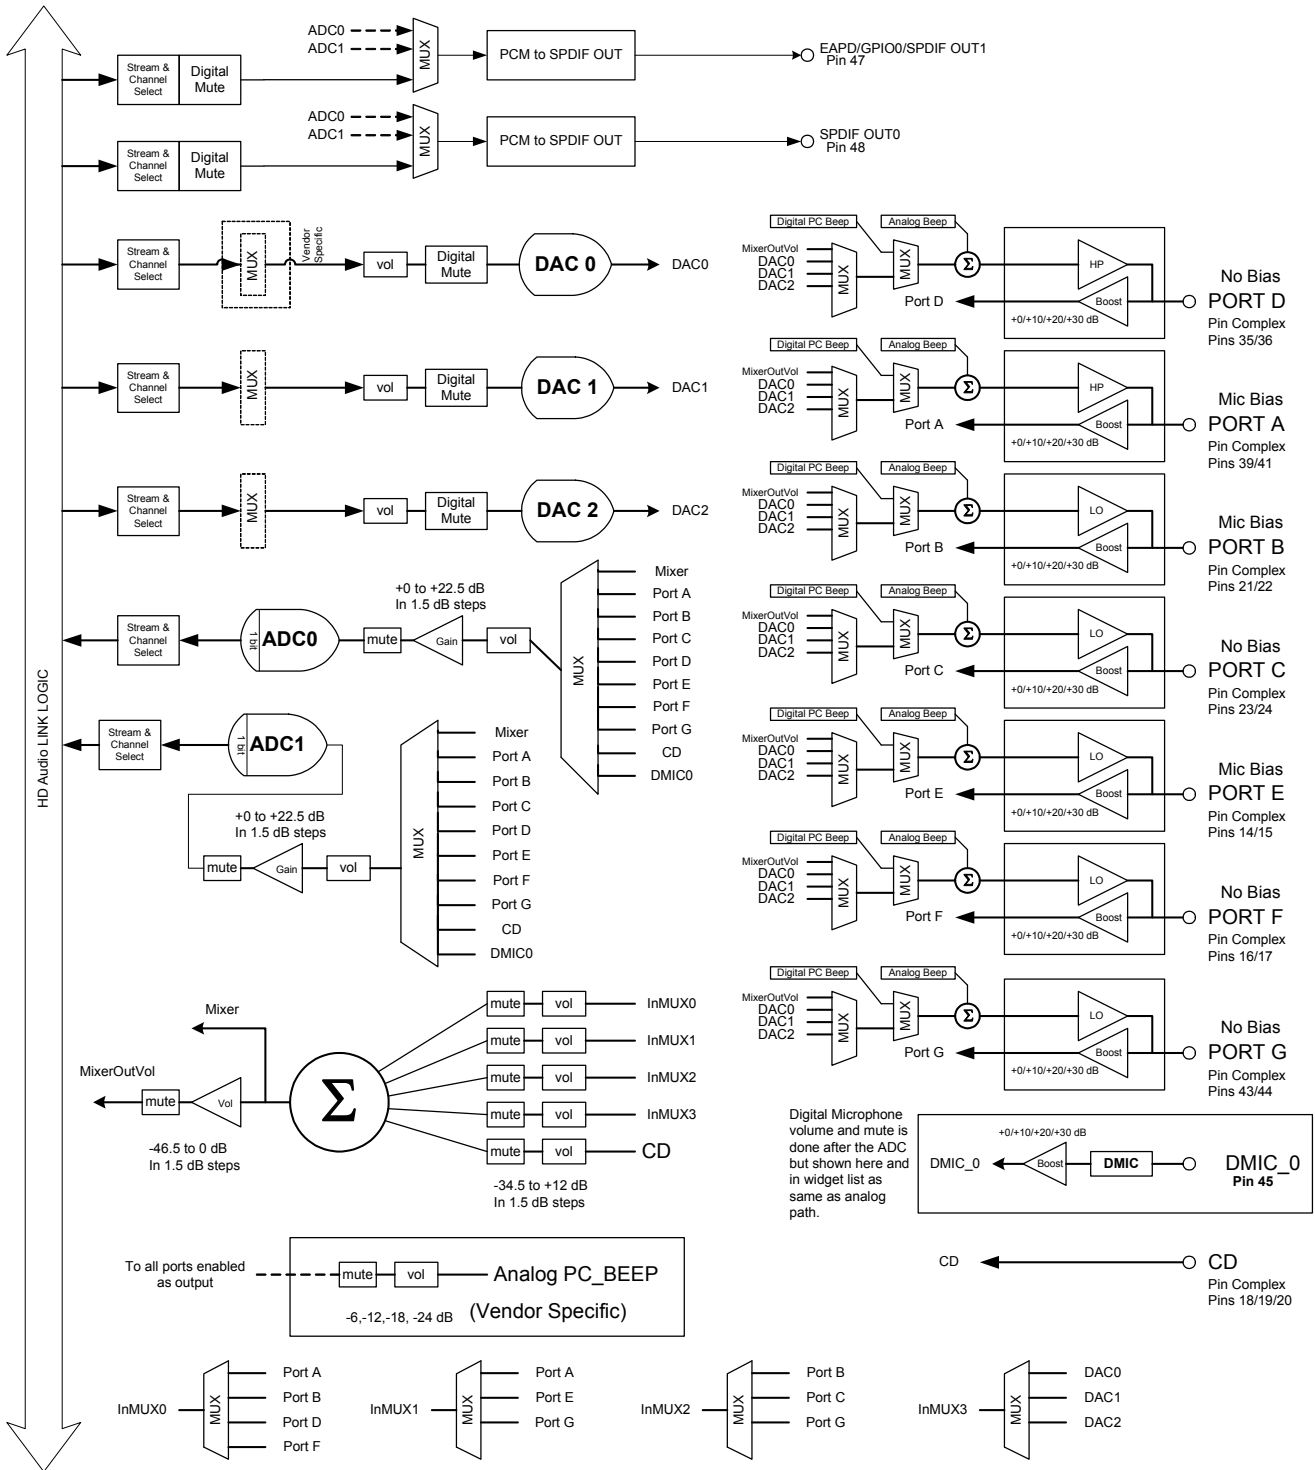 HD Audio LINK LOGIC
Stream &
Channel
Select
Digital
Mute
ADC0
ADC1
MUX
PCM to SPDIF OUT
EAPD/GPIO0/SPDIF OUT1
Pin 47
Stream &
Channel
Select
Digital
Mute
ADC0
ADC1
MUX
PCM to SPDIF OUT
SPDIF OUT0
Pin 48
Stream &
Channel
Select
MUX
Vendor
Specific
vol
Digital
Mute
DAC 0
DAC0
Stream &
Channel
Select
MUX
vol
Digital
Mute
DAC 1
DAC1
Stream &
Channel
Select
MUX
vol
Digital
Mute
DAC 2
DAC2
Stream &
Channel
Select
1 bit
ADC0
mute
Gain
+0 to +22.5 dB
In 1.5 dB steps
vol
MUX
Mixer
Port A
Port B
Port C
Port D
Port E
Port F
Port G
CD
DMIC0
Stream &
Channel
Select
1 bit
ADC1
+0 to +22.5 dB
In 1.5 dB steps
mute
Gain
vol
MUX
Mixer
Port A
Port B
Port C
Port D
Port E
Port F
Port G
CD
DMIC0
Mixer
MixerOutVol
mute
Vol
-46.5 to 0 dB
In 1.5 dB steps
Σ
mute
vol
InMUX0
mute
vol
InMUX1
mute
vol
InMUX2
mute
vol
InMUX3
mute
vol
CD
-34.5 to +12 dB
In 1.5 dB steps
To all ports enabled
as output
mute
vol
Analog PC_BEEP
-6,-12,-18, -24 dB
(Vendor Specific)
Digital PC Beep
Analog Beep
MixerOutVol
DAC0
DAC1
DAC2
MUX
MUX
Σ
HP
Boost
Port D
+0/+10/+20/+30 dB
No Bias
PORT D
Pin Complex
Pins 35/36
Digital PC Beep
Analog Beep
MixerOutVol
DAC0
DAC1
DAC2
MUX
MUX
Σ
HP
Boost
Port A
+0/+10/+20/+30 dB
Mic Bias
PORT A
Pin Complex
Pins 39/41
Digital PC Beep
Analog Beep
MixerOutVol
DAC0
DAC1
DAC2
MUX
MUX
Σ
LO
Boost
Port B
+0/+10/+20/+30 dB
Mic Bias
PORT B
Pin Complex
Pins 21/22
Digital PC Beep
Analog Beep
MixerOutVol
DAC0
DAC1
DAC2
MUX
MUX
Σ
LO
Boost
Port C
+0/+10/+20/+30 dB
No Bias
PORT C
Pin Complex
Pins 23/24
Digital PC Beep
Analog Beep
MixerOutVol
DAC0
DAC1
DAC2
MUX
MUX
Σ
LO
Boost
Port E
+0/+10/+20/+30 dB
Mic Bias
PORT E
Pin Complex
Pins 14/15
Digital PC Beep
Analog Beep
MixerOutVol
DAC0
DAC1
DAC2
MUX
MUX
Σ
LO
Boost
Port F
+0/+10/+20/+30 dB
No Bias
PORT F
Pin Complex
Pins 16/17
Digital PC Beep
Analog Beep
MixerOutVol
DAC0
DAC1
DAC2
MUX
MUX
Σ
LO
Boost
Port G
+0/+10/+20/+30 dB
No Bias
PORT G
Pin Complex
Pins 43/44
Digital Microphone
volume and mute is
done after the ADC
but shown here and
in widget list as
same as analog
path.
+0/+10/+20/+30 dB
DMIC_0
Boost
DMIC
DMIC_0
Pin 45
CD
CD
Pin Complex
Pins 18/19/20
InMUX0
MUX
Port A
Port B
Port D
Port F
InMUX1
MUX
Port A
Port E
Port G
InMUX2
MUX
Port B
Port C
Port G
InMUX3
MUX
DAC0
DAC1
DAC2